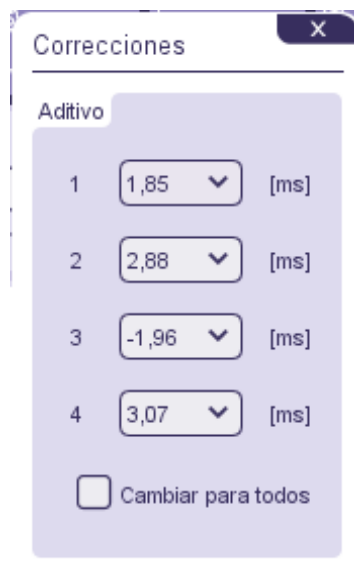 Correcciones X
Aditivo
1 1,85 [ms]
2 2,88 [ms]
3 -1,96 [ms]
4 3,07 [ms]
Cambiar para todos